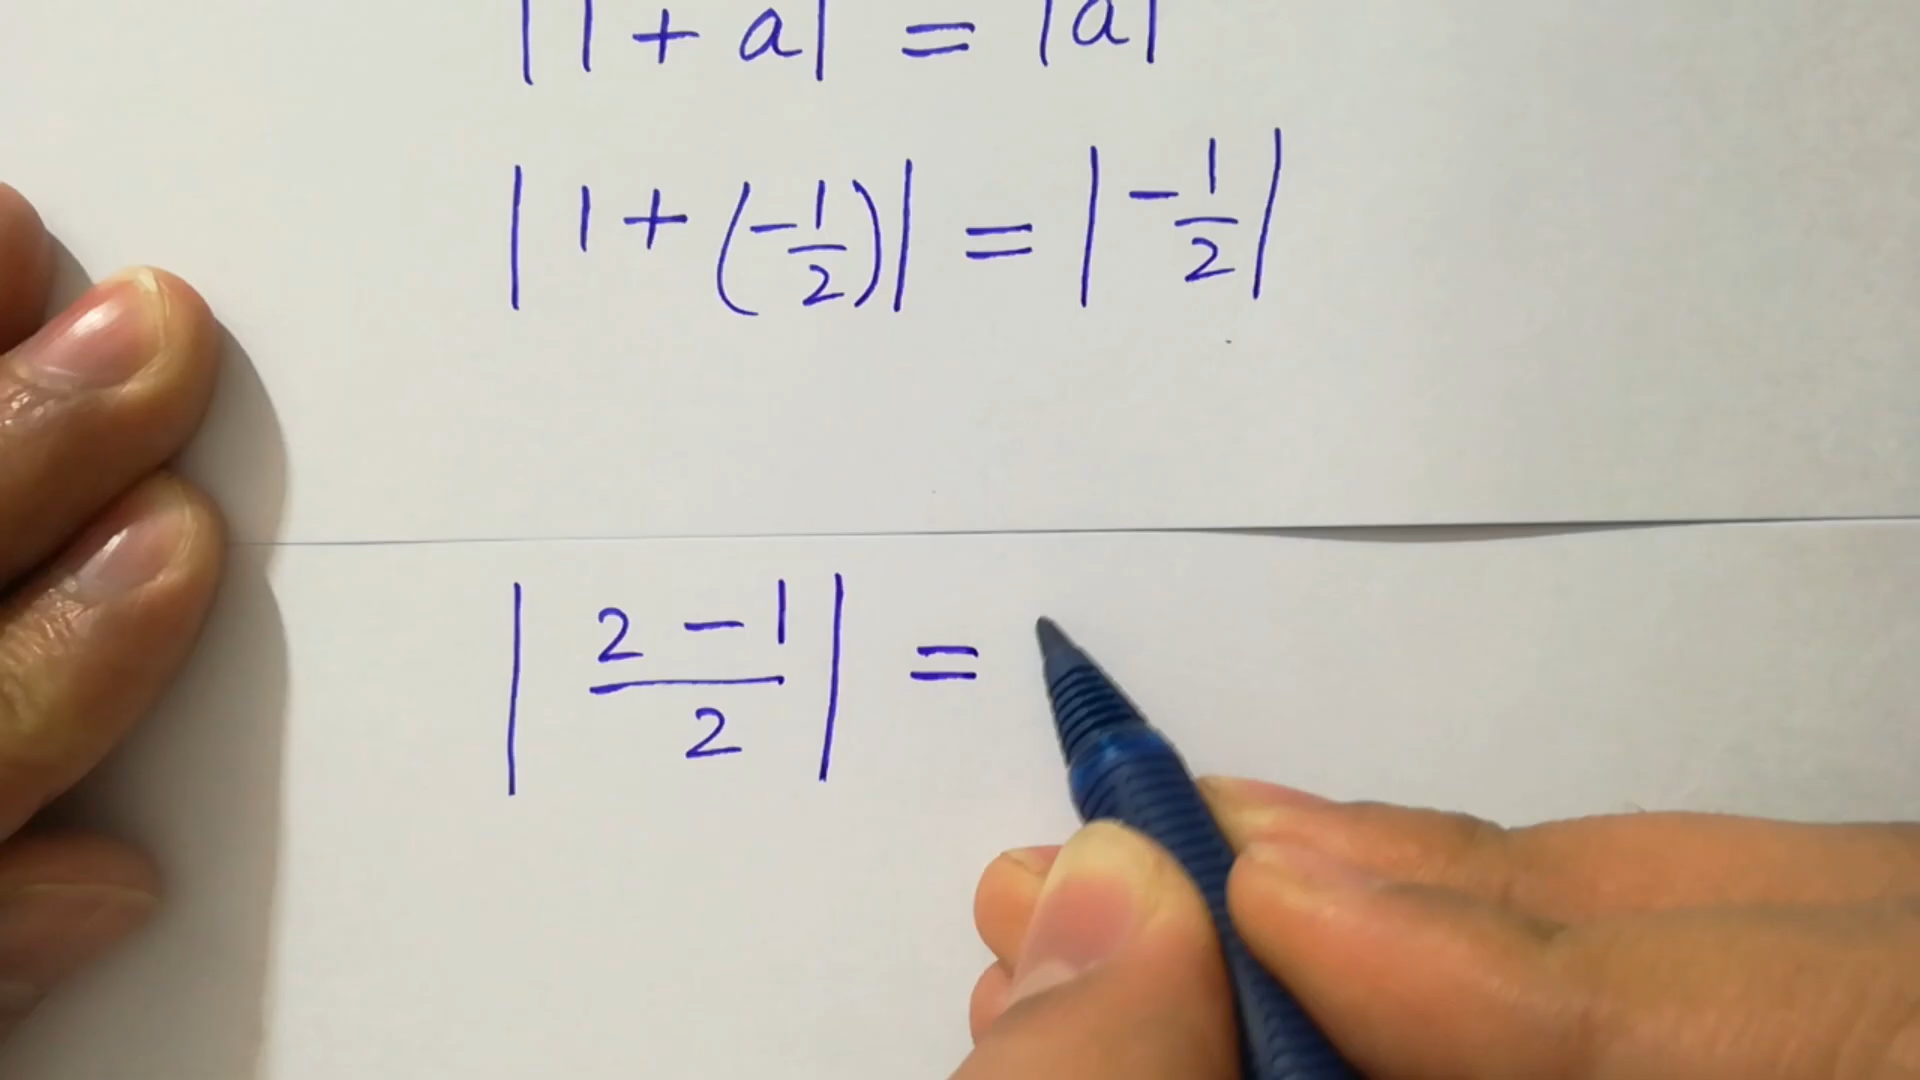 |1 + a| = |a|
|1 + (-1/2)| = |-1/2|
|(2 - 1)/2| =